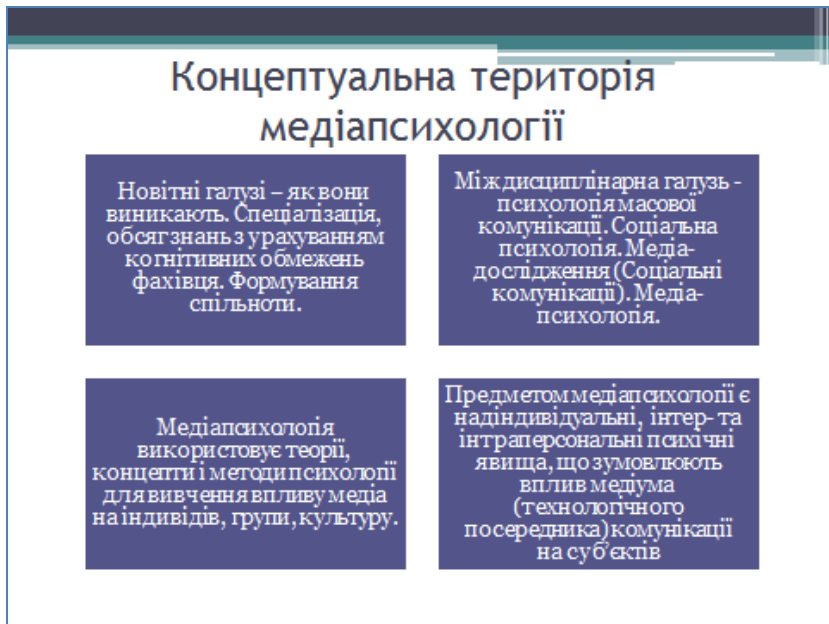 Концептуальна територія
медіапсихології
Новітні галузі – як вони
виникають. Спеціалізація,
обсяг знань з урахуванням
когнітивних обмежень
фахівця. Формування
спільноти.
Міждисциплінарна галузь -
психологія масової
комунікації. Соціальна
психологія. Медіа-
дослідження (Соціальні
комунікації). Медіа-
психологія.
Медіапсихологія
використовує теорії,
концепти і методи психології
для вивчення впливу медіа
на індивідів, групи, культуру.
Предметом медіапсихології є
надіндивідуальні, інтер- та
інтраперсональні психічні
явища, що зумовлюють
вплив медіума
(технологічного
посередника) комунікації
на суб'єктів